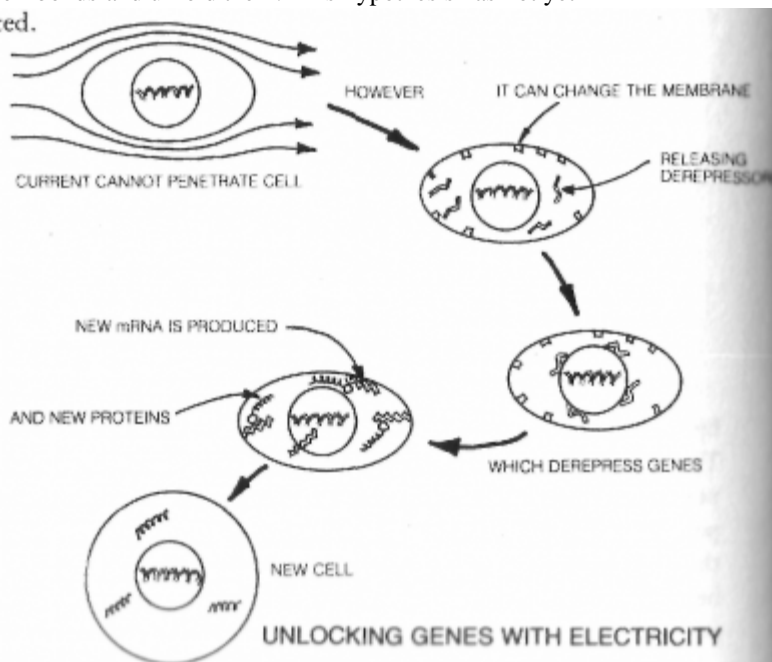 CURRENT CANNOT PENETRATE CELL
HOWEVER
IT CAN CHANGE THE MEMBRANE
RELEASING
DEREPRESSOR
WHICH DEREPRESS GENES
NEW mRNA IS PRODUCED
AND NEW PROTEINS
NEW CELL
UNLOCKING GENES WITH ELECTRICITY